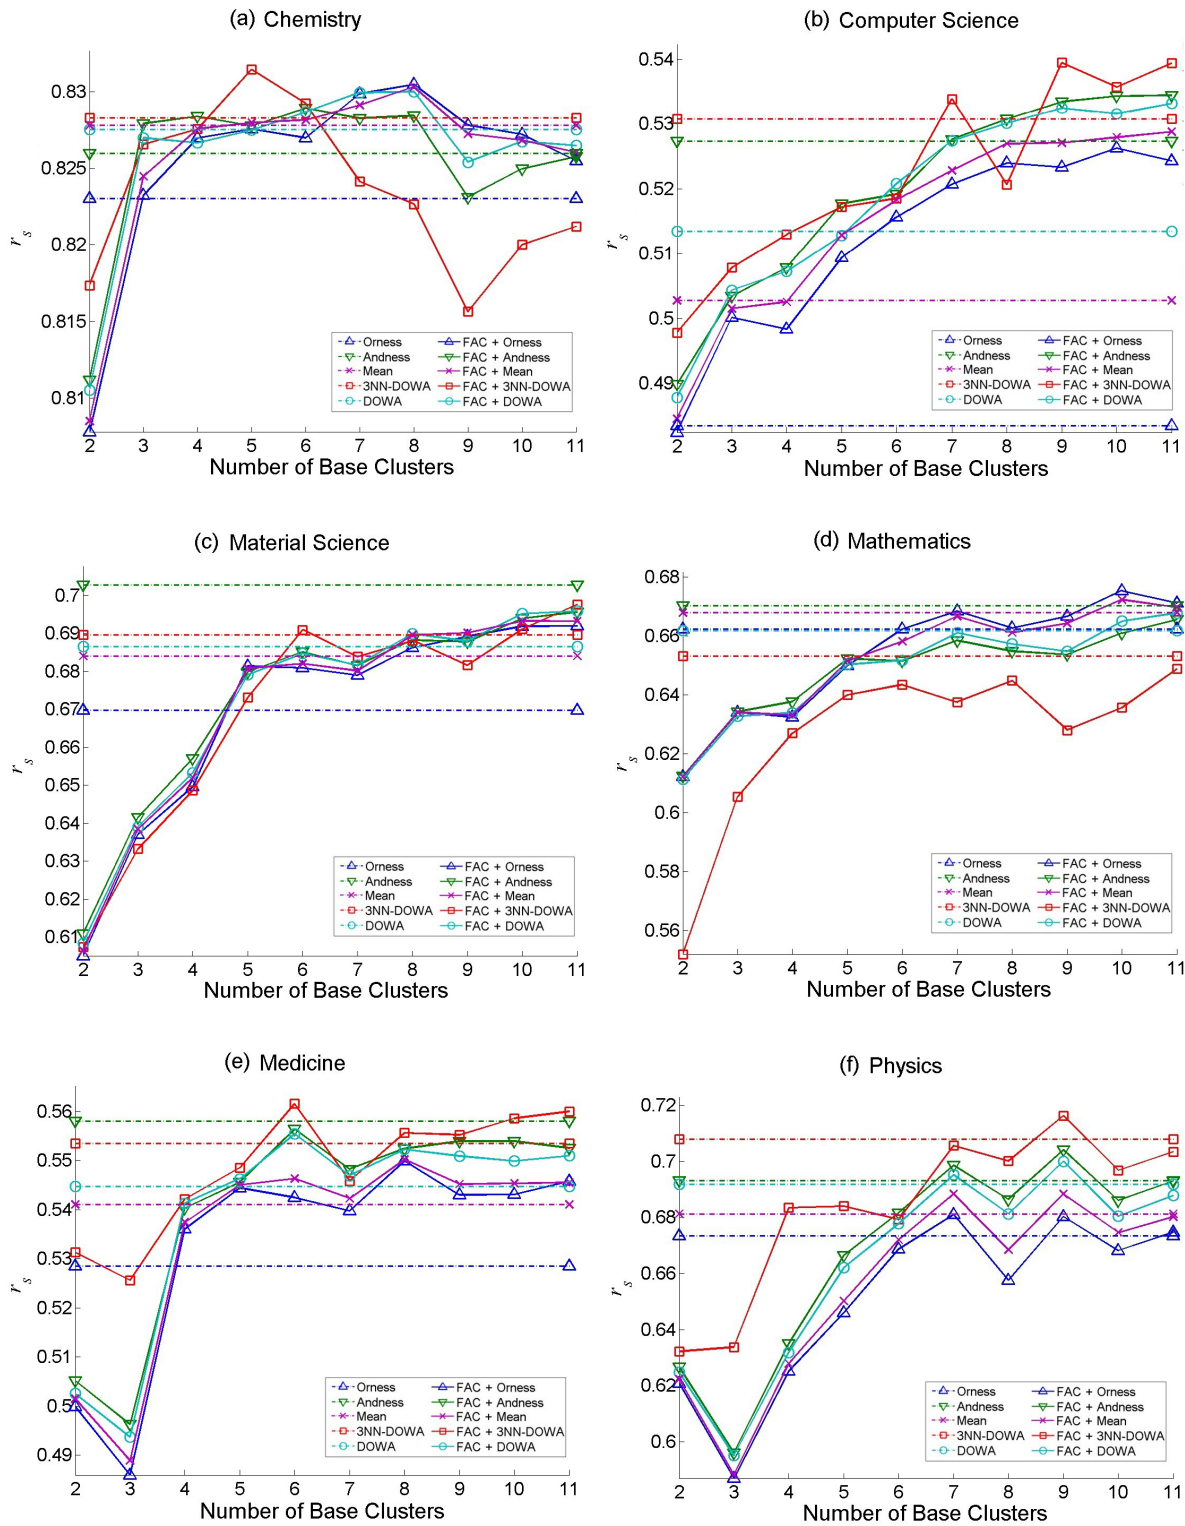 (a) Chemistry
0.83
0.825
0.82
0.815
0.81
r s
2 3 4 5 6 7 8 9 10 11
Number of Base Clusters
Orness FAC + Orness
Andness FAC + Andness
Mean FAC + Mean
3NN-DOWA FAC + 3NN-DOWA
DOWA FAC + DOWA
(b) Computer Science
0.54
0.53
0.52
0.51
0.5
0.49
r s
2 3 4 5 6 7 8 9 10 11
Number of Base Clusters
Orness FAC + Orness
Andness FAC + Andness
Mean FAC + Mean
3NN-DOWA FAC + 3NN-DOWA
DOWA FAC + DOWA
(c) Material Science
0.7
0.69
0.68
0.67
0.66
0.65
0.64
0.63
0.62
0.61
r s
2 3 4 5 6 7 8 9 10 11
Number of Base Clusters
Orness FAC + Orness
Andness FAC + Andness
Mean FAC + Mean
3NN-DOWA FAC + 3NN-DOWA
DOWA FAC + DOWA
(d) Mathematics
0.68
0.66
0.64
0.62
0.6
0.58
0.56
r s
2 3 4 5 6 7 8 9 10 11
Number of Base Clusters
Orness FAC + Orness
Andness FAC + Andness
Mean FAC + Mean
3NN-DOWA FAC + 3NN-DOWA
DOWA FAC + DOWA
(e) Medicine
0.56
0.55
0.54
0.53
0.52
0.51
0.5
0.49
r s
2 3 4 5 6 7 8 9 10 11
Number of Base Clusters
Orness FAC + Orness
Andness FAC + Andness
Mean FAC + Mean
3NN-DOWA FAC + 3NN-DOWA
DOWA FAC + DOWA
(f) Physics
0.72
0.7
0.68
0.66
0.64
0.62
0.6
r s
2 3 4 5 6 7 8 9 10 11
Number of Base Clusters
Orness FAC + Orness
Andness FAC + Andness
Mean FAC + Mean
3NN-DOWA FAC + 3NN-DOWA
DOWA FAC + DOWA